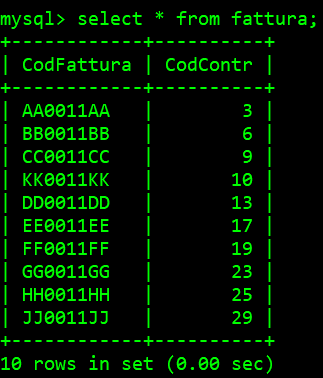 mysql> select * from fattura;
+------------+----------+
| CodFattura | CodContr |
+------------+----------+
| AA0011AA   |        3 |
| BB0011BB   |        6 |
| CC0011CC   |        9 |
| KK0011KK   |       10 |
| DD0011DD   |       13 |
| EE0011EE   |       17 |
| FF0011FF   |       19 |
| GG0011GG   |       23 |
| HH0011HH   |       25 |
| JJ0011JJ   |       29 |
+------------+----------+
10 rows in set (0.00 sec)